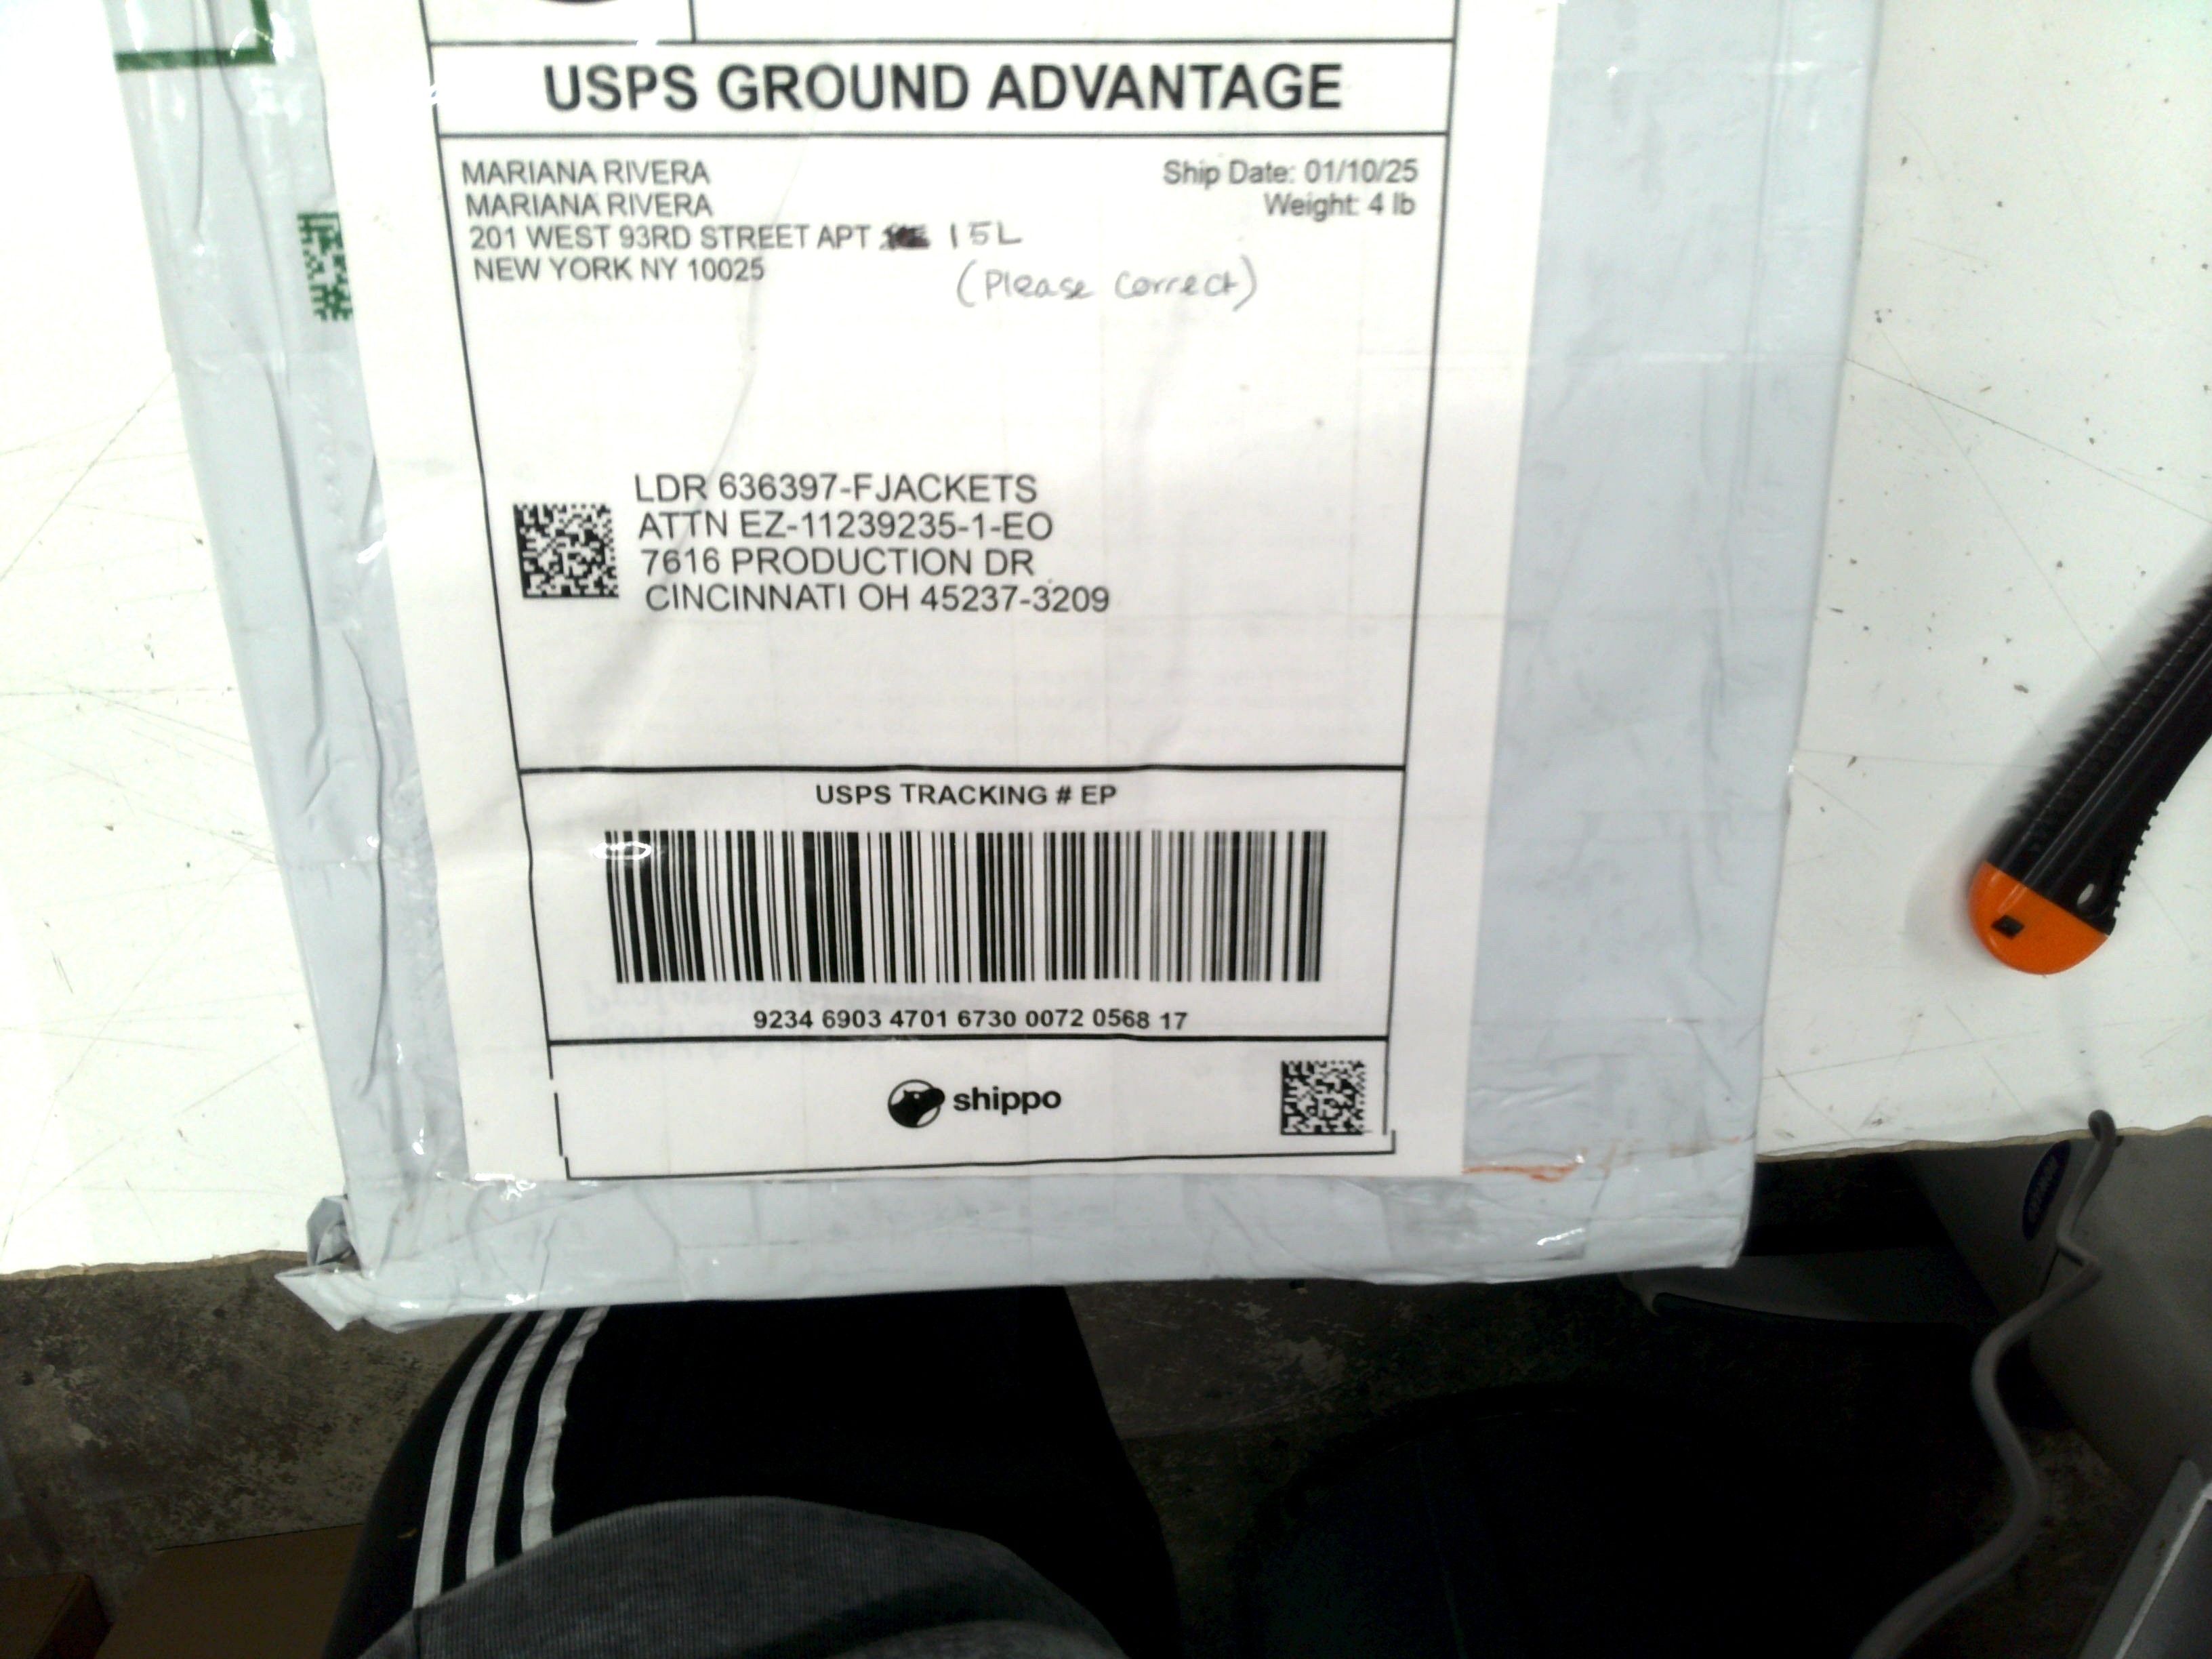 USPS GROUND ADVANTAGE
MARIANA RIVERA
MARIANA RIVERA
201 WEST 93RD STREET APT 15L
NEW YORK NY 10025
(Please correct)
Ship Date: 01/10/25
Weight: 4 lb
LDR 636397-FJACKETS
ATTN EZ-11239235-1-EO
7616 PRODUCTION DR
CINCINNATI OH 45237-3209
USPS TRACKING # EP
9234 6903 4701 6730 0072 0568 17
shippo